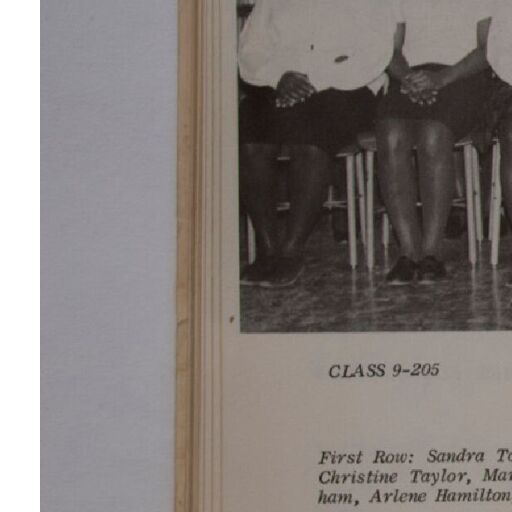 CLASS 9-205
First Row: Sandra
Christine Taylor,
ham, Arlene Hamilton